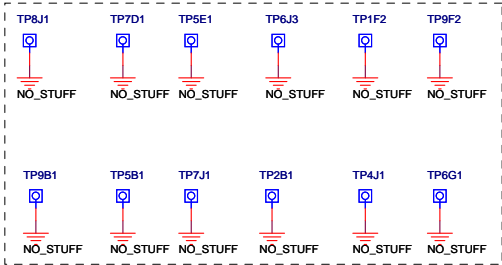 TP8J1 TP7D1 TP5E1 TP6J3 TP1F2 TP9F2
NO_STUFF NO_STUFF NO_STUFF NO_STUFF NO_STUFF NO_STUFF
TP9B1 TP5B1 TP7J1 TP2B1 TP4J1 TP6G1
NO_STUFF NO_STUFF NO_STUFF NO_STUFF NO_STUFF NO_STUFF